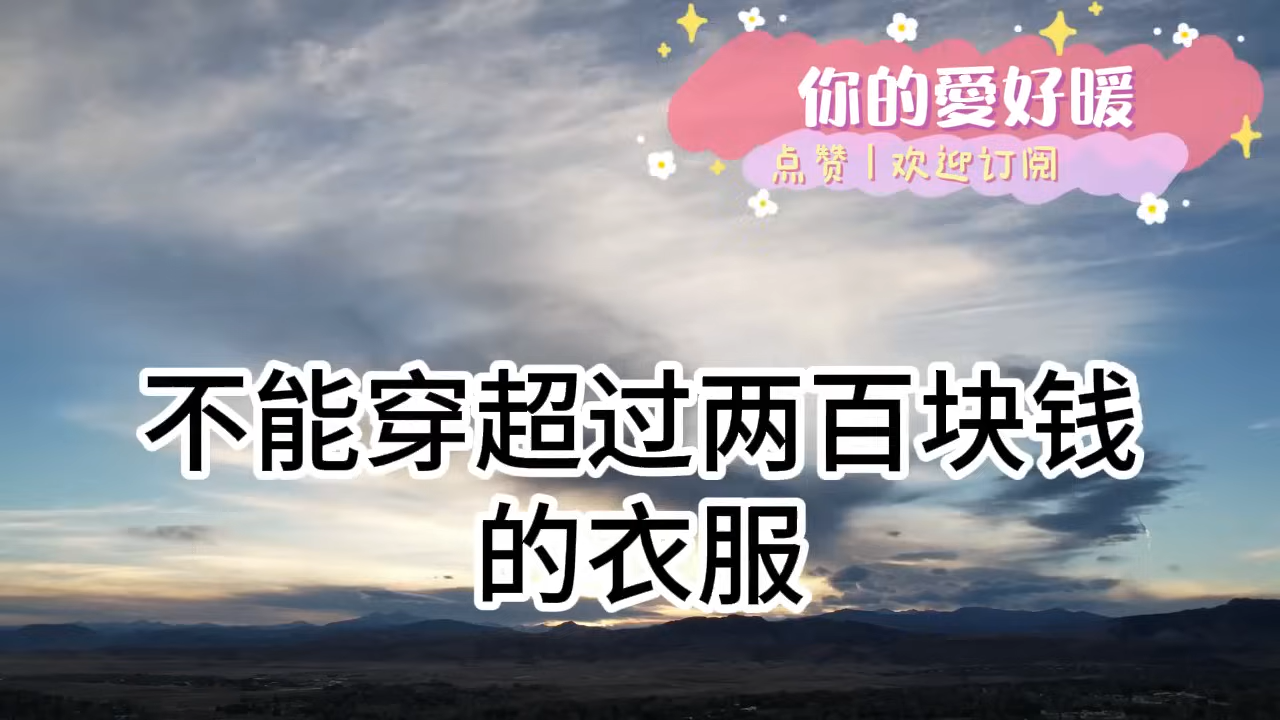 你的愛好暖
点赞|欢迎订阅
不能穿超过两百块钱
的衣服